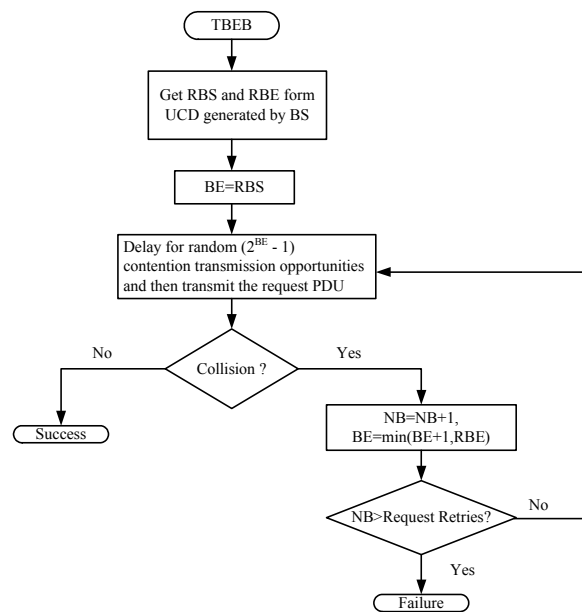 TBEB
Get RBS and RBE form
UCD generated by BS
BE=RBS
Delay for random (2^BE - 1)
contention transmission opportunities
and then transmit the request PDU
No
Collision ?
Yes
Success
NB=NB+1,
BE=min(BE+1,RBE)
NB>Request Retries?
No
Yes
Failure